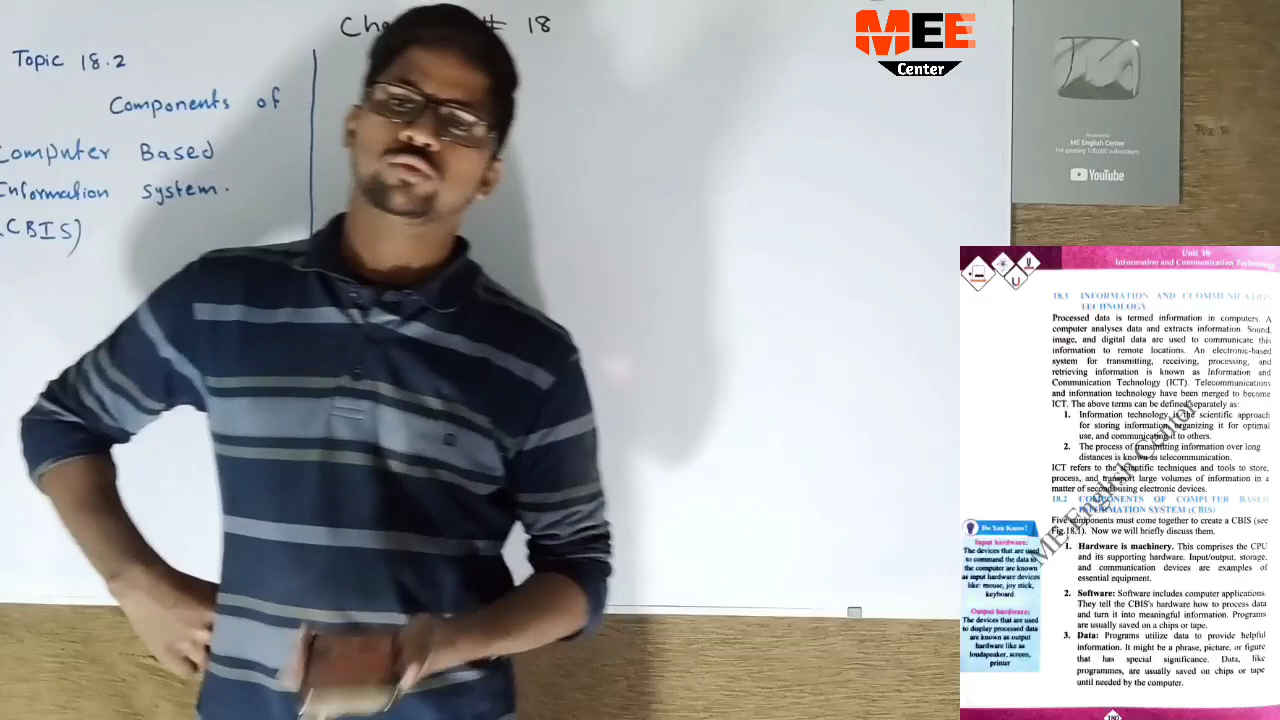 Cha # 18
Topic 18.2
Components of
Computer Based
Information system.
(CBIS)
MEE
Center
ME English Center
For passing 100,000 subscribers
YouTube
Unit 18/
Information and Communication Technology
18.1 INFORMATION AND CCOMMUNICATION
TECHNOLOGY
Processed data is termed information in computers. A
computer analyses data and extracts information. Sound,
image, and digital data are used to communicate this
information to remote locations. An electronic-based
system for transmitting, receiving, processing, and
retrieving information is known as Information and
Communication Technology (ICT). Telecommunications
and information technology have been merged to become
ICT. The above terms can be defined separately as:
1. Information technology is the scientific approach
for storing information, organizing it for optimal
use, and communicating it to others.
2. The process of transmitting information over long
distances is known as telecommunication.
ICT refers to the scientific techniques and tools to store,
process, and transport large volumes of information in a
matter of seconds using electronic devices.
18.2 COMPONENTS OF COMPUTER BASED
INFORMATION SYSTEM (CBIS)
Five components must come together to create a CBIS (see
Fig.18.1). Now we will briefly discuss them.
1. Hardware is machinery. This comprises the CPU
and its supporting hardware. Input/output, storage,
and communication devices are examples of
essential equipment.
2. Software: Software includes computer applications.
They tell the CBIS's hardware how to process data
and turn it into meaningful information. Programs
are usually saved on a chips or tape.
3. Data: Programs utilize data to provide helpful
information. It might be a phrase, picture, or figure
that has special significance. Data, like
programmes, are usually saved on chips or tape
until needed by the computer.
Do You Know!
Input hardware:
The devices that are used
to command the data to
the computer are known
as input hardware devices
like: mouse, joy stick,
keyboard.
Output hardware:
The devices that are used
to display processed data
are known as output
hardware like as
loudspeaker, screen,
printer
ME English Center
180